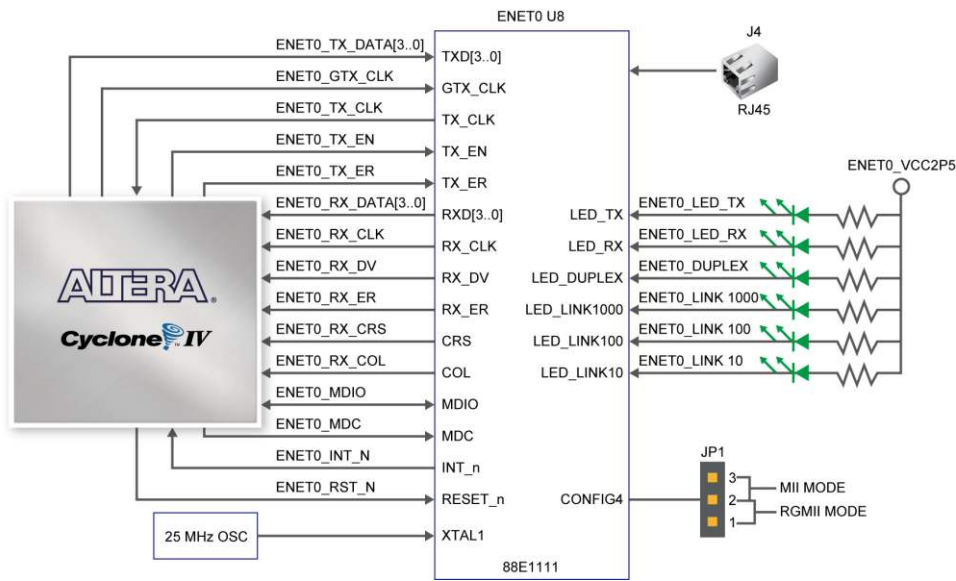 ENET0 U8
ENET0_TX_DATA[3..0] TXD[3..0]
ENET0_GTX_CLK GTX_CLK
ENET0_TX_CLK TX_CLK
ENET0_TX_EN TX_EN
ENET0_TX_ER TX_ER
ENET0_RX_DATA[3..0] RXD[3..0]
ENET0_RX_CLK RX_CLK
ENET0_RX_DV RX_DV
ENET0_RX_ER RX_ER
ENET0_RX_CRS CRS
ENET0_RX_COL COL
ENET0_MDIO MDIO
ENET0_MDC MDC
ENET0_INT_N INT_n
ENET0_RST_N RESET_n
25 MHz OSC XTAL1
ALTERA®
Cyclone™ IV
J4
RJ45
ENET0_VCC2P5
LED_TX ENET0_LED_TX
LED_RX ENET0_LED_RX
LED_DUPLEX ENET0_DUPLEX
LED_LINK1000 ENET0_LINK 1000
LED_LINK100 ENET0_LINK 100
LED_LINK10 ENET0_LINK 10
JP1
3
MII MODE
CONFIG4 2
RGMII MODE
1
88E1111